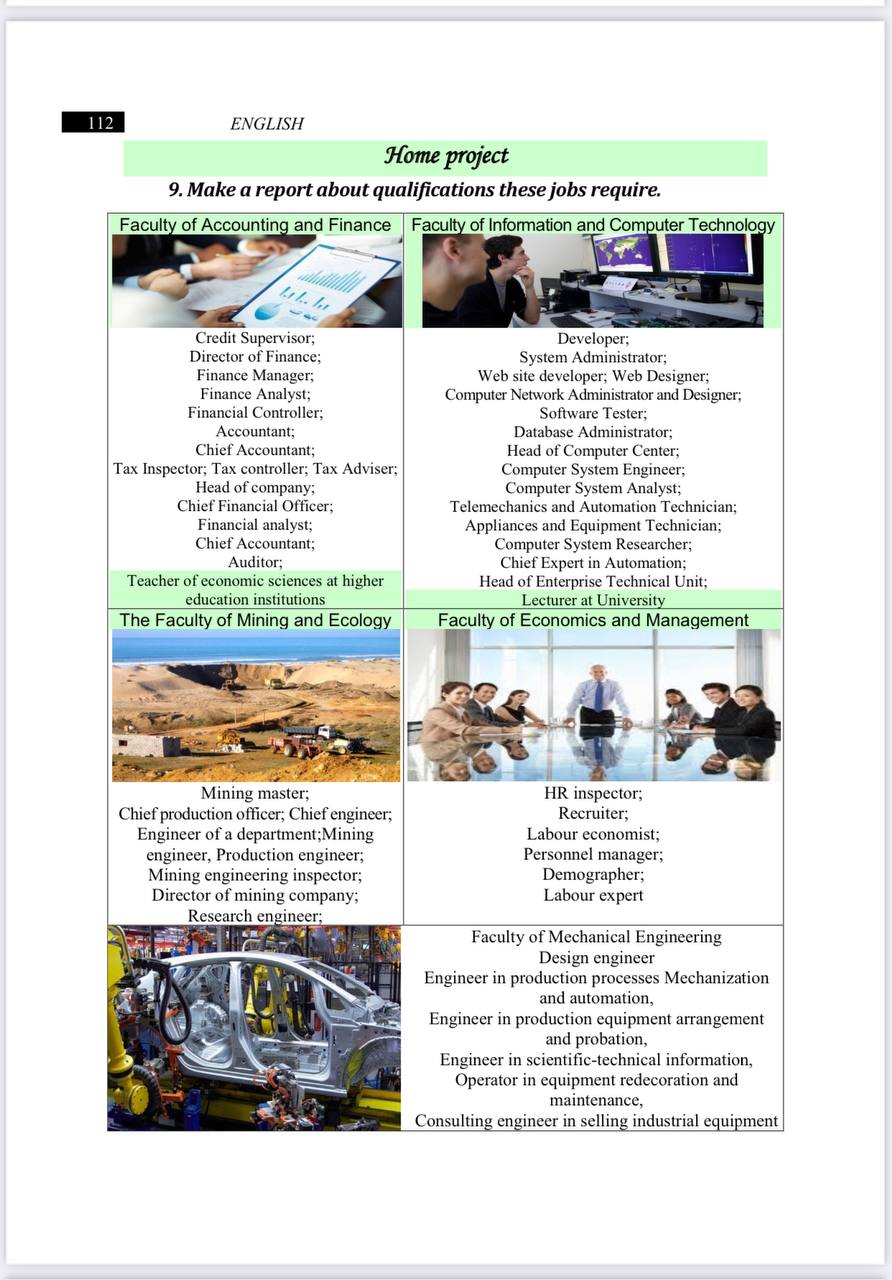 112
ENGLISH
Home project
9. Make a report about qualifications these jobs require.
Faculty of Accounting and Finance
Credit Supervisor;
Director of Finance;
Finance Manager;
Finance Analyst;
Financial Controller;
Accountant;
Chief Accountant;
Tax Inspector; Tax controller; Tax Adviser;
Head of company;
Chief Financial Officer;
Financial analyst;
Chief Accountant;
Auditor;
Teacher of economic sciences at higher
education institutions
Faculty of Information and Computer Technology
Developer;
System Administrator;
Web site developer; Web Designer;
Computer Network Administrator and Designer;
Software Tester;
Database Administrator;
Head of Computer Center;
Computer System Engineer;
Computer System Analyst;
Telemechanics and Automation Technician;
Appliances and Equipment Technician;
Computer System Researcher;
Chief Expert in Automation;
Head of Enterprise Technical Unit;
Lecturer at University
The Faculty of Mining and Ecology
Mining master;
Chief production officer; Chief engineer;
Engineer of a department;Mining
engineer, Production engineer;
Mining engineering inspector;
Director of mining company;
Research engineer;
Faculty of Economics and Management
HR inspector;
Recruiter;
Labour economist;
Personnel manager;
Demographer;
Labour expert
Faculty of Mechanical Engineering
Design engineer
Engineer in production processes Mechanization
and automation,
Engineer in production equipment arrangement
and probation,
Engineer in scientific-technical information,
Operator in equipment redecoration and
maintenance,
Consulting engineer in selling industrial equipment